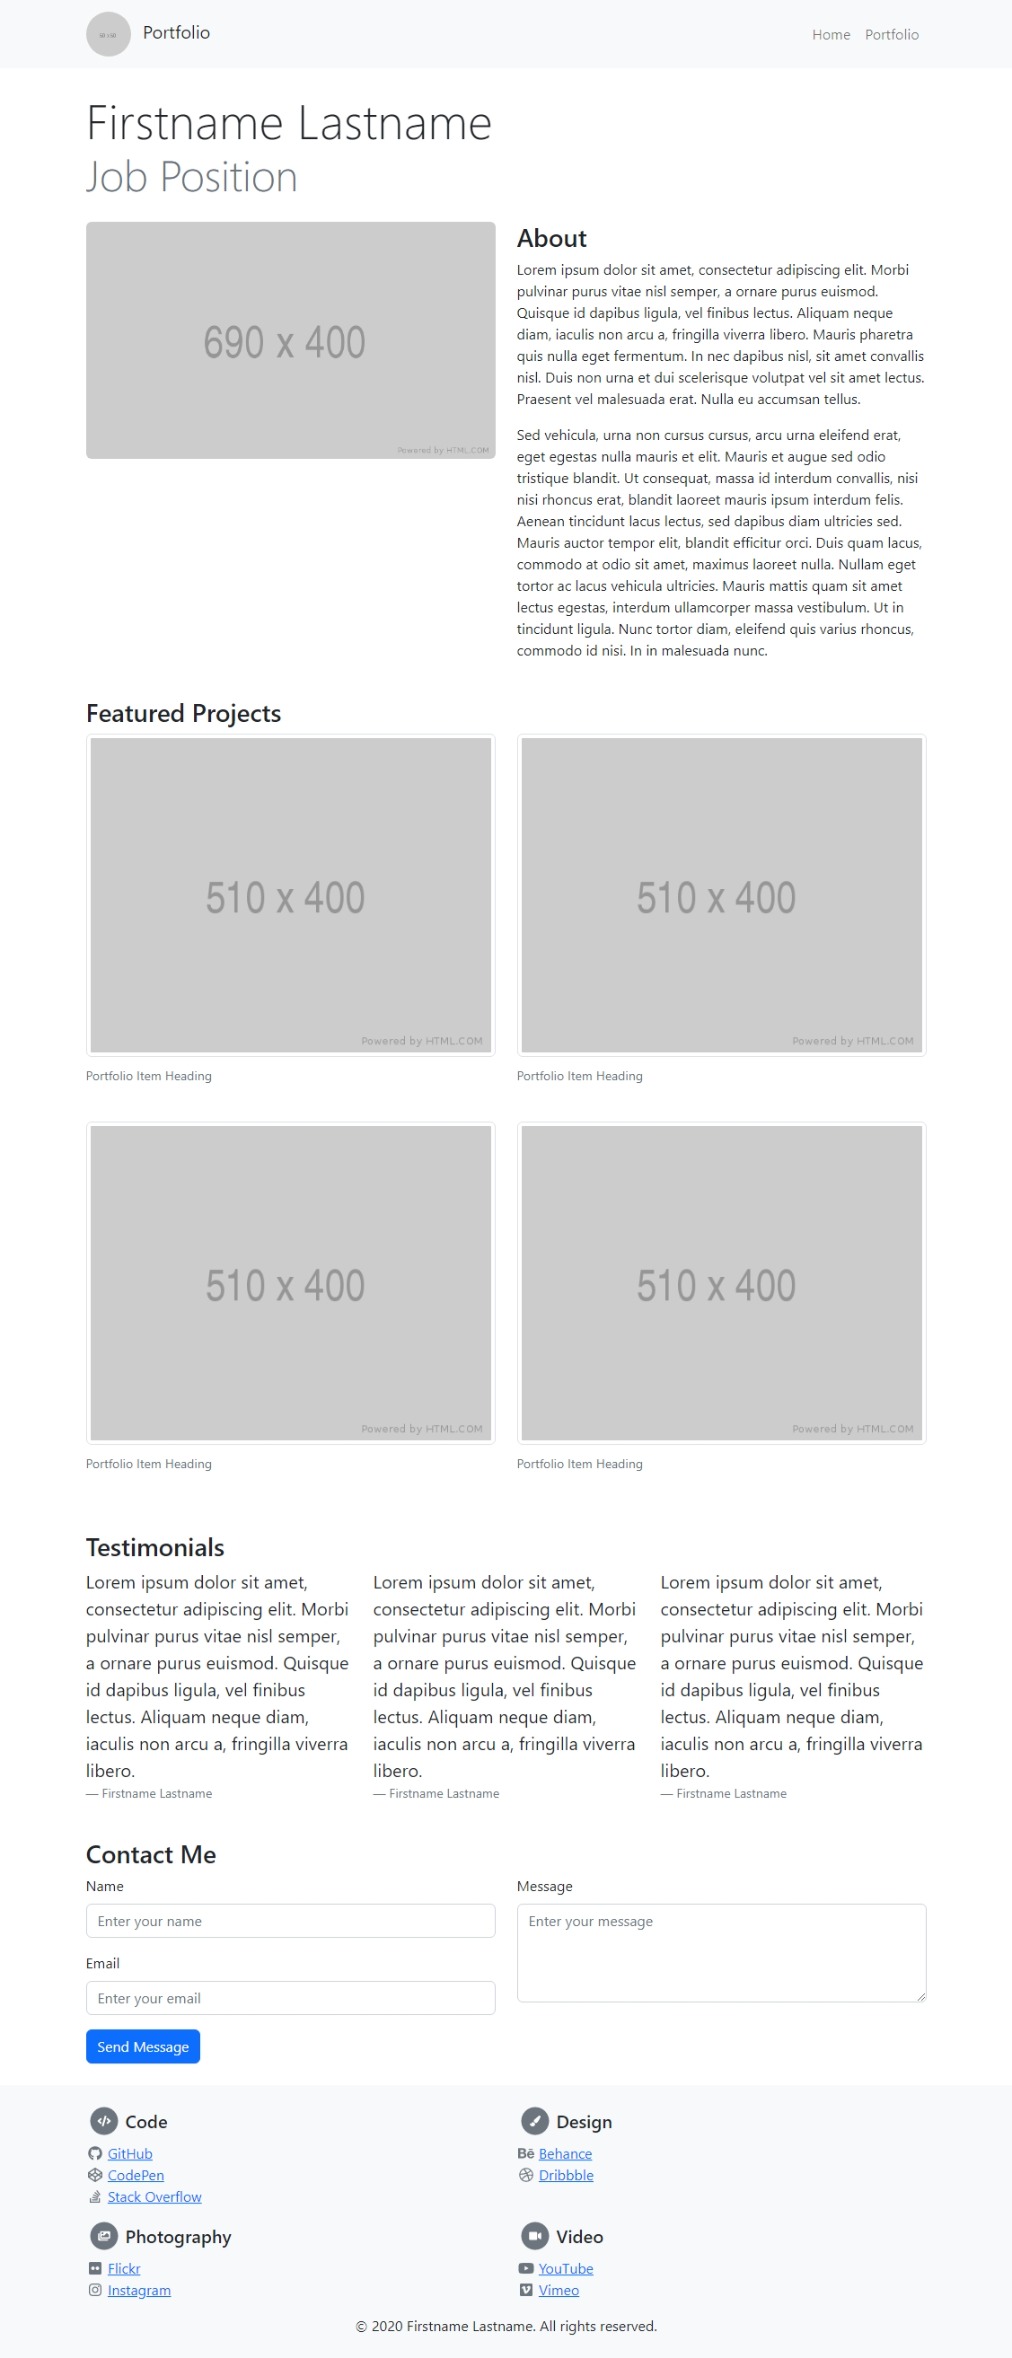 Portfolio
Home Portfolio
Firstname Lastname
Job Position
690 x 400
Powered by HTML.COM
About
Lorem ipsum dolor sit amet, consectetur adipiscing elit. Morbi
pulvinar purus vitae nisl semper, a ornare purus euismod.
Quisque id dapibus ligula, vel finibus lectus. Aliquam neque
diam, iaculis non arcu a, fringilla viverra libero. Mauris pharetra
quis nulla eget fermentum. In nec dapibus nisl, sit amet convallis
nisl. Duis non urna et dui scelerisque volutpat vel sit amet lectus.
Praesent vel malesuada erat. Nulla eu accumsan tellus.
Sed vehicula, urna non cursus cursus, arcu urna eleifend erat,
eget egestas nulla mauris et elit. Mauris et augue sed odio
tristique blandit. Ut consequat, massa id interdum convallis, nisi
nisi rhoncus erat, blandit laoreet mauris ipsum interdum felis.
Aenean tincidunt lacus lectus, sed dapibus diam ultricies sed.
Mauris auctor tempor elit, blandit efficitur orci. Duis quam lacus,
commodo at odio sit amet, maximus laoreet nulla. Nullam eget
tortor ac lacus vehicula ultricies. Mauris mattis quam sit amet
lectus egestas, interdum ullamcorper massa vestibulum. Ut in
tincidunt ligula. Nunc tortor diam, eleifend quis varius rhoncus,
commodo id nisi. In in malesuada nunc.
Featured Projects
510 x 400
Powered by HTML.COM
Portfolio Item Heading
510 x 400
Powered by HTML.COM
Portfolio Item Heading
510 x 400
Powered by HTML.COM
Portfolio Item Heading
510 x 400
Powered by HTML.COM
Portfolio Item Heading
Testimonials
Lorem ipsum dolor sit amet,
consectetur adipiscing elit. Morbi
pulvinar purus vitae nisl semper,
a ornare purus euismod. Quisque
id dapibus ligula, vel finibus
lectus. Aliquam neque diam,
iaculis non arcu a, fringilla viverra
libero.
— Firstname Lastname
Lorem ipsum dolor sit amet,
consectetur adipiscing elit. Morbi
pulvinar purus vitae nisl semper,
a ornare purus euismod. Quisque
id dapibus ligula, vel finibus
lectus. Aliquam neque diam,
iaculis non arcu a, fringilla viverra
libero.
— Firstname Lastname
Lorem ipsum dolor sit amet,
consectetur adipiscing elit. Morbi
pulvinar purus vitae nisl semper,
a ornare purus euismod. Quisque
id dapibus ligula, vel finibus
lectus. Aliquam neque diam,
iaculis non arcu a, fringilla viverra
libero.
— Firstname Lastname
Contact Me
Name
Enter your name
Email
Enter your email
Message
Enter your message
Send Message
Code
GitHub
CodePen
Stack Overflow
Design
Behance
Dribbble
Photography
Flickr
Instagram
Video
YouTube
Vimeo
© 2020 Firstname Lastname. All rights reserved.